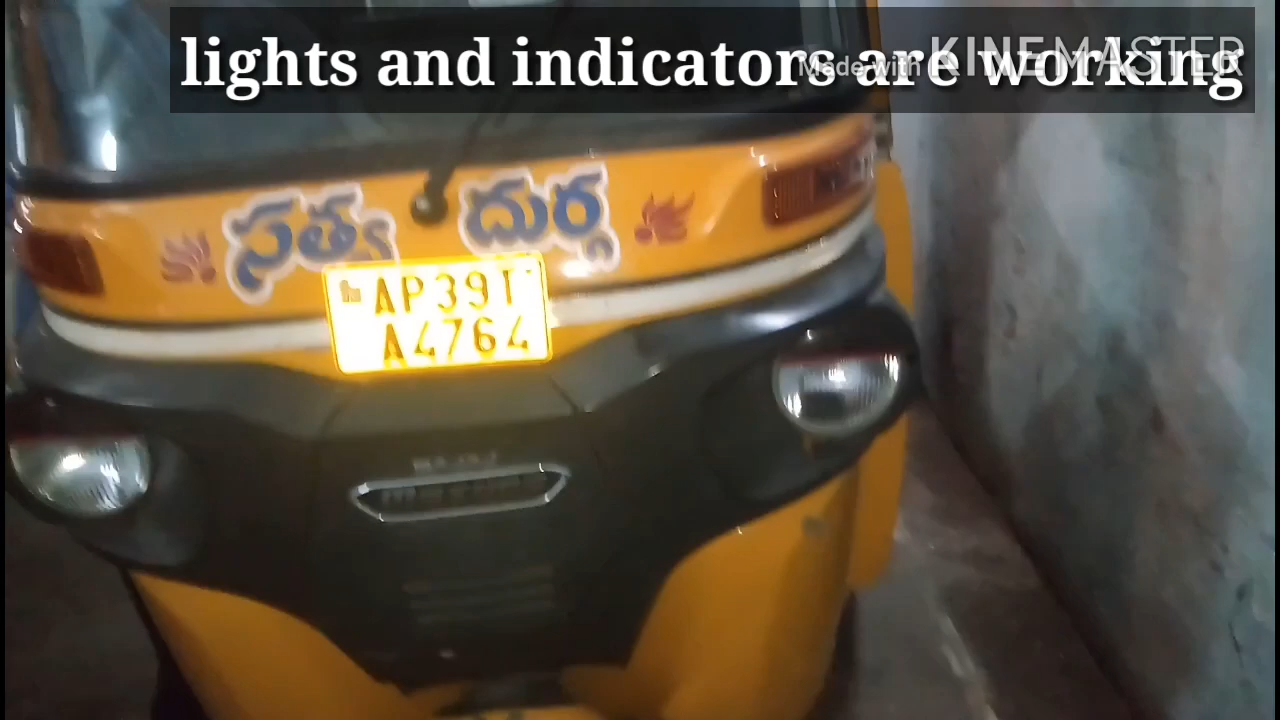 lights and indicators are working
Made with KINEMASTER
సత్య దుర్గ
AP39T
A4764